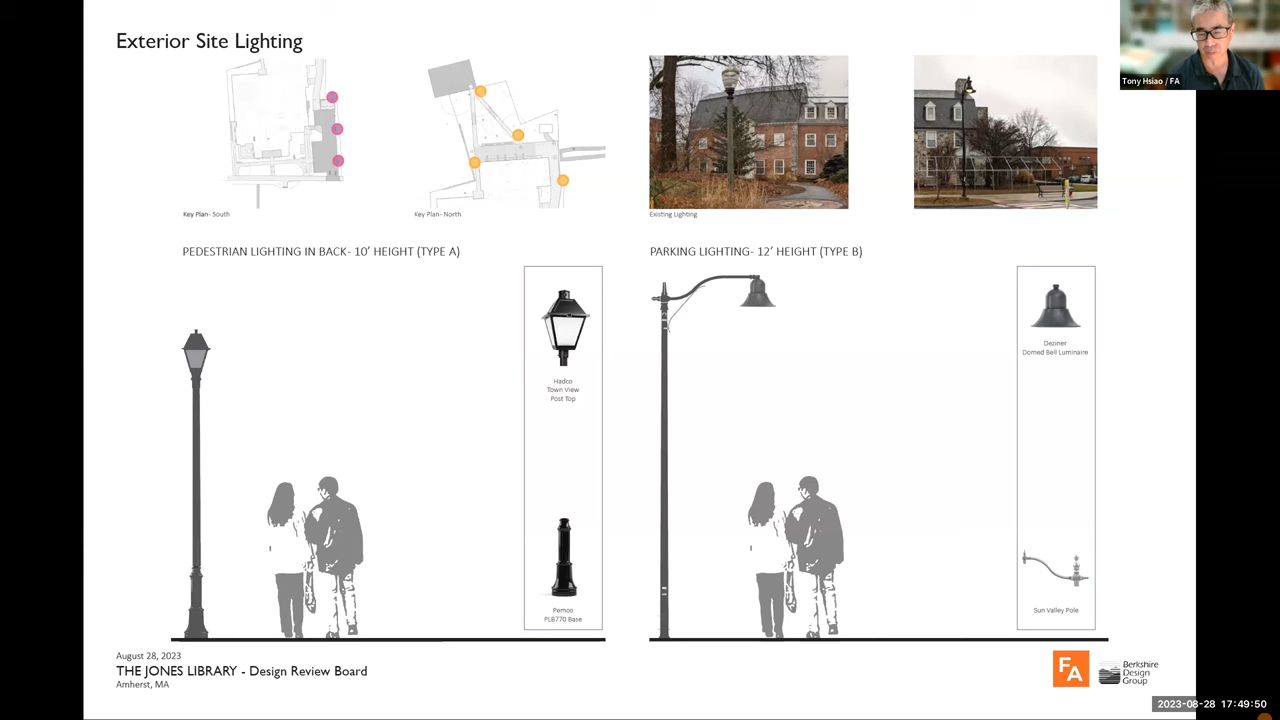 Exterior Site Lighting
Tony Hsiao / FA
Key Plan- South
Key Plan- North
Existing Lighting
PEDESTRIAN LIGHTING IN BACK- 10' HEIGHT (TYPE A)
PARKING LIGHTING- 12' HEIGHT (TYPE B)
Hadco
Town View
Post Top
Deziner
Domed Bell Luminaire
Pemco
PLB770 Base
Sun Valley Pole
August 28, 2023
THE JONES LIBRARY - Design Review Board
Amherst, MA
FA
Berkshire
Design
Group
2023-08-28 17:49:50